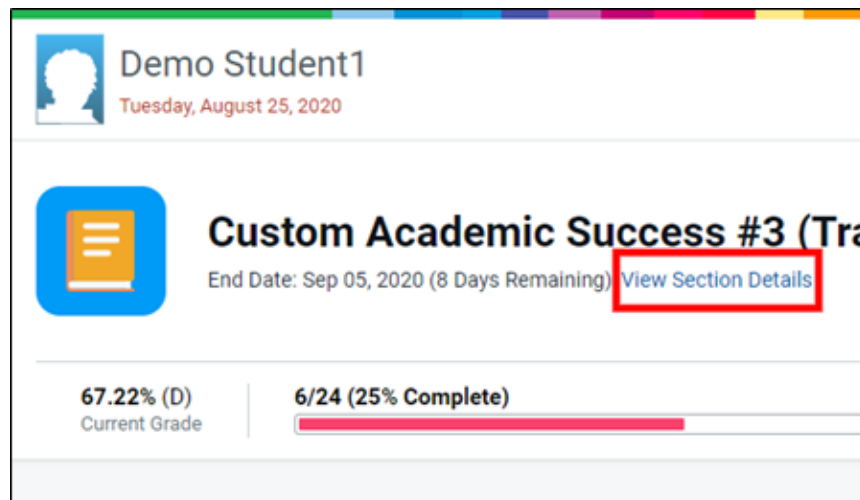 Demo Student1
Tuesday, August 25, 2020
Custom Academic Success #3 (Tra
End Date: Sep 05, 2020 (8 Days Remaining) View Section Details
67.22% (D)
Current Grade
6/24 (25% Complete)